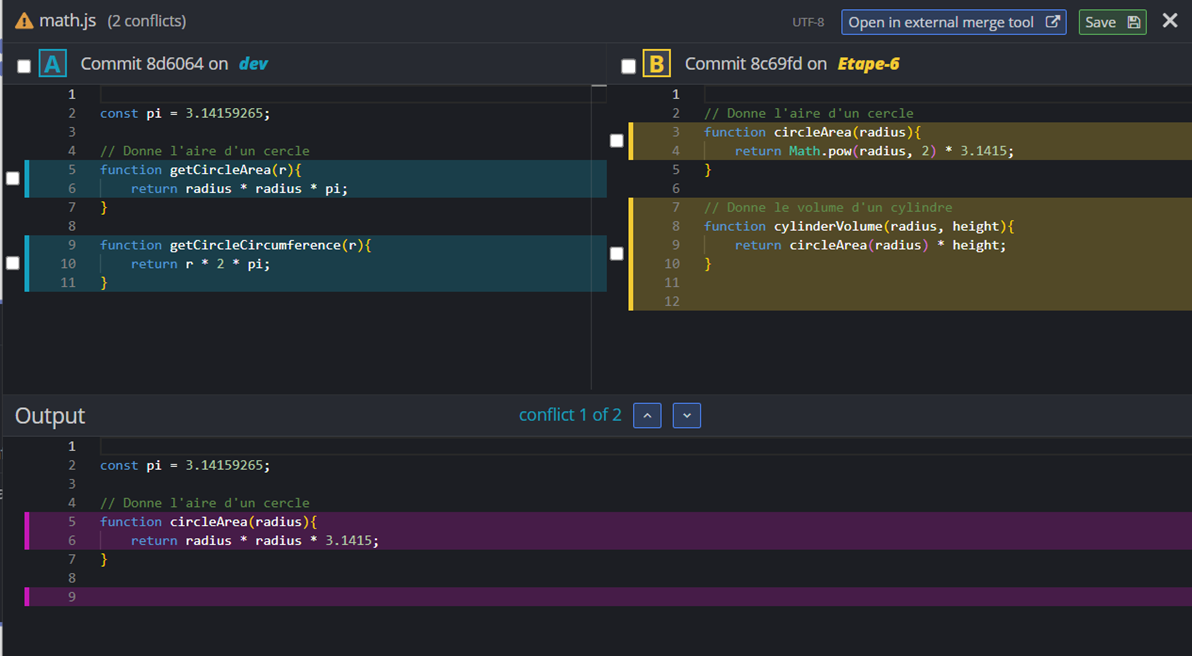 math.js (2 conflicts) UTF-8 Open in external merge tool Save
A Commit 8d6064 on dev
1
2 const pi = 3.14159265;
3
4 // Donne l'aire d'un cercle
5 function getCircleArea(r){
6 return radius * radius * pi;
7 }
8
9 function getCircleCircumference(r){
10 return r * 2 * pi;
11 }
B Commit 8c69fd on Etape-6
1
2 // Donne l'aire d'un cercle
3 function circleArea(radius){
4 return Math.pow(radius, 2) * 3.1415;
5 }
6
7 // Donne le volume d'un cylindre
8 function cylinderVolume(radius, height){
9 return circleArea(radius) * height;
10 }
11
12
Output conflict 1 of 2
1
2 const pi = 3.14159265;
3
4 // Donne l'aire d'un cercle
5 function circleArea(radius){
6 return radius * radius * 3.1415;
7 }
8
9